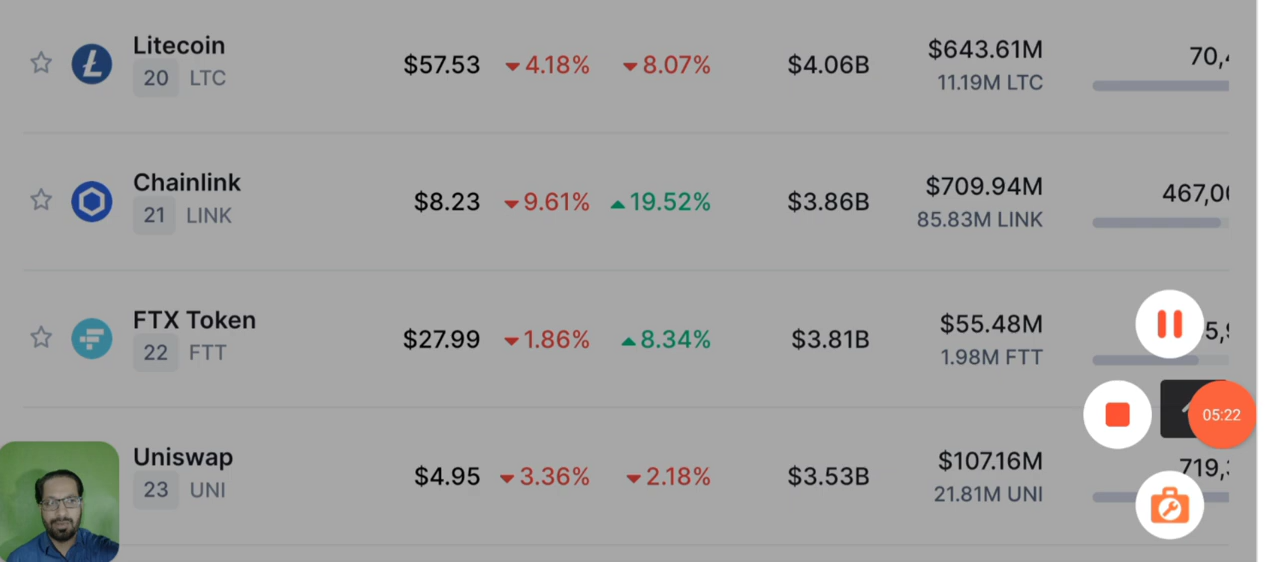 Litecoin
20 LTC
$57.53 4.18% 8.07% $4.06B $643.61M
11.19M LTC
Chainlink
21 LINK
$8.23 9.61% 19.52% $3.86B $709.94M
85.83M LINK
FTX Token
22 FTT
$27.99 1.86% 8.34% $3.81B $55.48M
1.98M FTT
05:22
Uniswap
23 UNI
$4.95 3.36% 2.18% $3.53B $107.16M
21.81M UNI